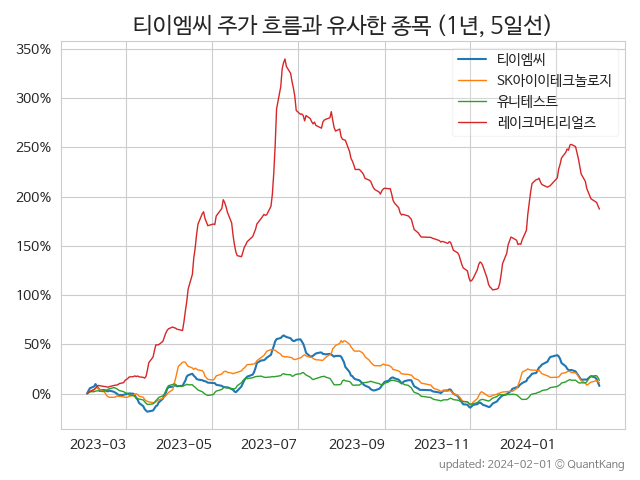 티이엠씨 주가 흐름과 유사한 종목 (1년, 5일선)
티이엠씨
SK아이이테크놀로지
유니테스트
레이크머티리얼즈
350%
300%
250%
200%
150%
100%
50%
0%
2023-03 2023-05 2023-07 2023-09 2023-11 2024-01
updated: 2024-02-01 © QuantKang